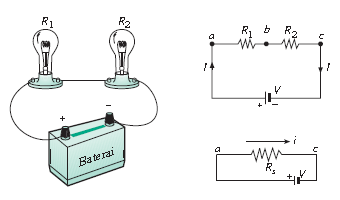 R₁ R₂
+ −
Baterai
a R₁ b R₂ c
I I
V
+ −
i
a Rₛ c
+ V